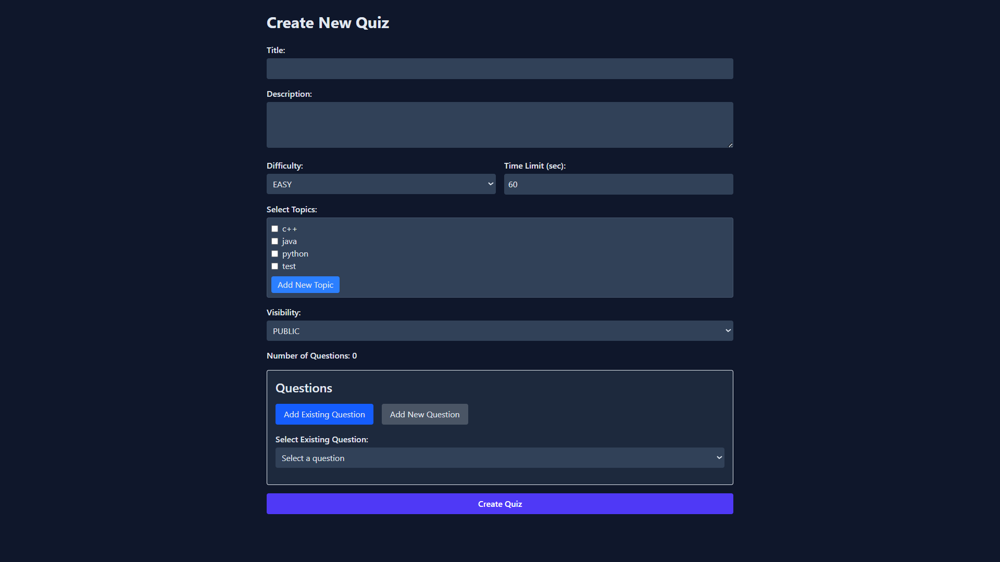 Create New Quiz
Title:
Description:
Difficulty:
EASY
Time Limit (sec):
60
Select Topics:
c++
java
python
test
Add New Topic
Visibility:
PUBLIC
Number of Questions: 0
Questions
Add Existing Question
Add New Question
Select Existing Question:
Select a question
Create Quiz